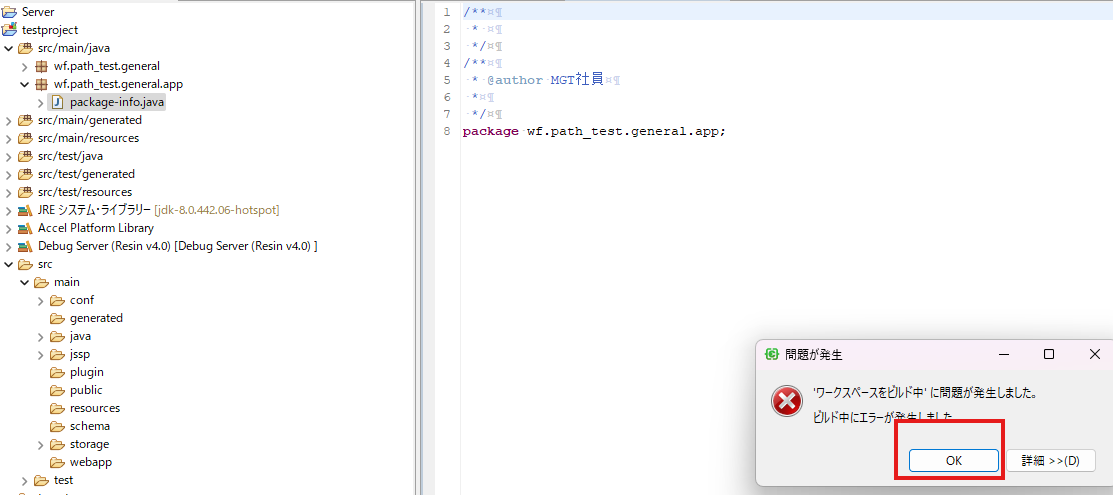 Server
testproject
src/main/java
wf.path_test.general
wf.path_test.general.app
package-info.java
src/main/generated
src/main/resources
src/test/java
src/test/generated
src/test/resources
JRE システム・ライブラリー [jdk-8.0.442.06-hotspot]
Accel Platform Library
Debug Server (Resin v4.0) [Debug Server (Resin v4.0) ]
src
main
conf
generated
java
jssp
plugin
public
resources
schema
storage
webapp
test
1 /**¤¶
2 * ¤¶
3 */¤¶
4 /**¤¶
5 * @author MGT社員¤¶
6 *¤¶
7 */¤¶
8 package wf.path_test.general.app;
問題が発生
'ワークスペースをビルド中' に問題が発生しました。
ビルド中にエラーが発生しました
OK
詳細 >>(D)